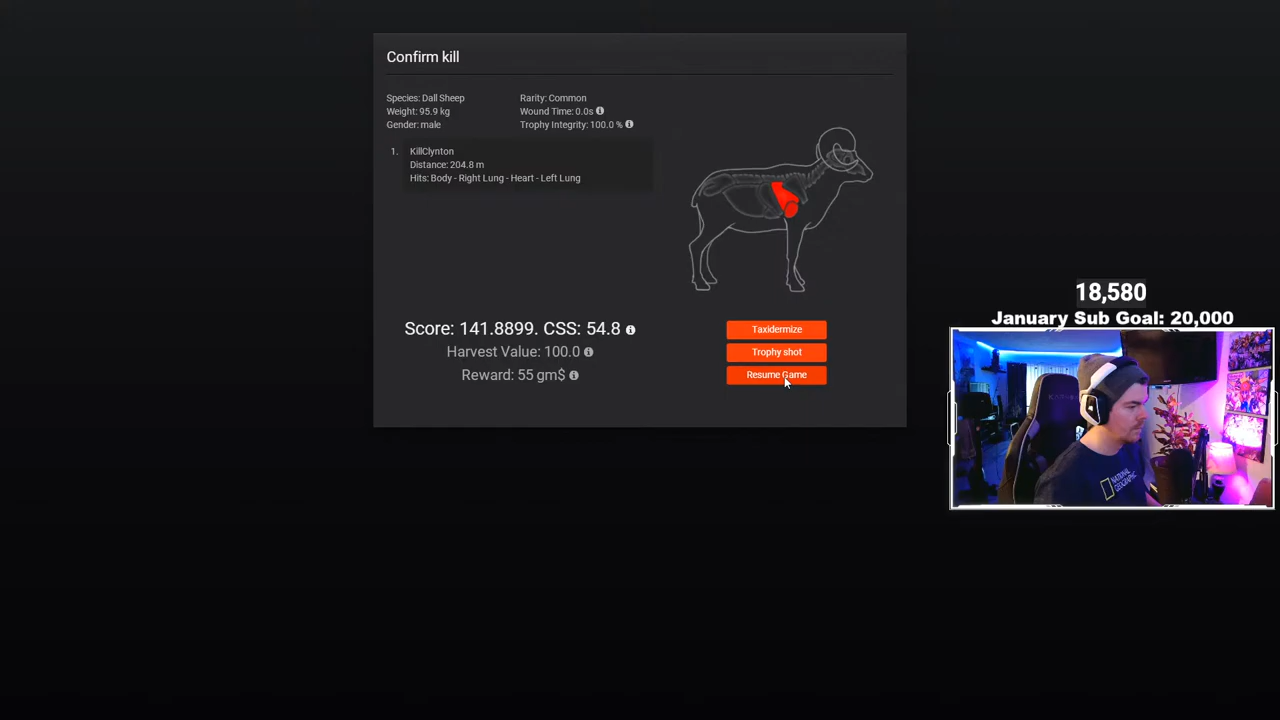 Confirm kill
Species: Dall Sheep
Weight: 95.9 kg
Gender: male
Rarity: Common
Wound Time: 0.0s
Trophy Integrity: 100.0 %
1. KillClynton
Distance: 204.8 m
Hits: Body - Right Lung - Heart - Left Lung
Score: 141.8899. CSS: 54.8
Harvest Value: 100.0
Reward: 55 gm$
Taxidermize
Trophy shot
Resume Game
18,580
January Sub Goal: 20,000
NATIONAL
GEOGRAPHIC